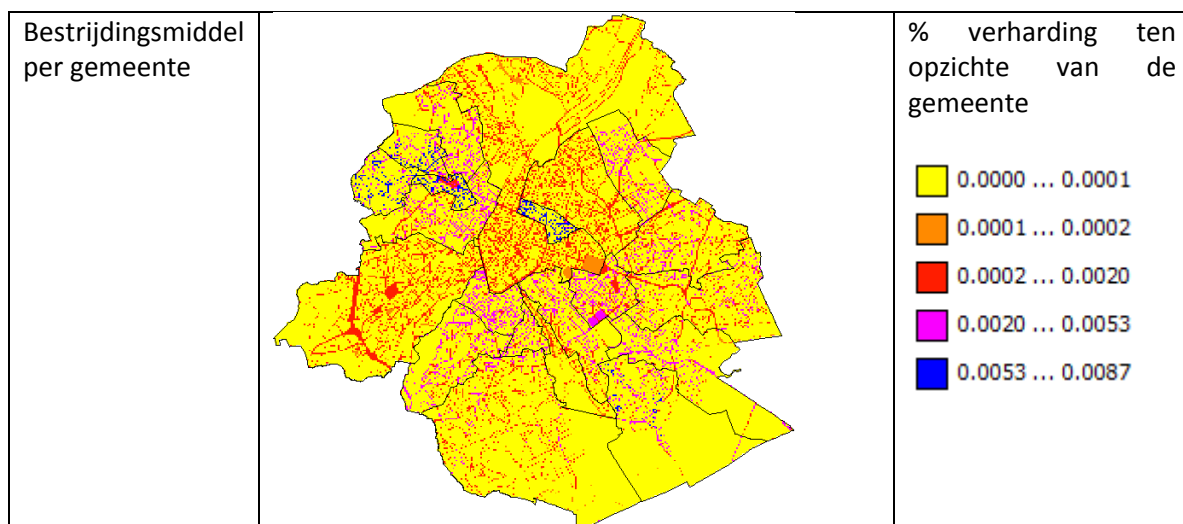 Bestrijdingsmiddel
per gemeente
% verharding ten
opzichte van de
gemeente
0.0000 ... 0.0001
0.0001 ... 0.0002
0.0002 ... 0.0020
0.0020 ... 0.0053
0.0053 ... 0.0087